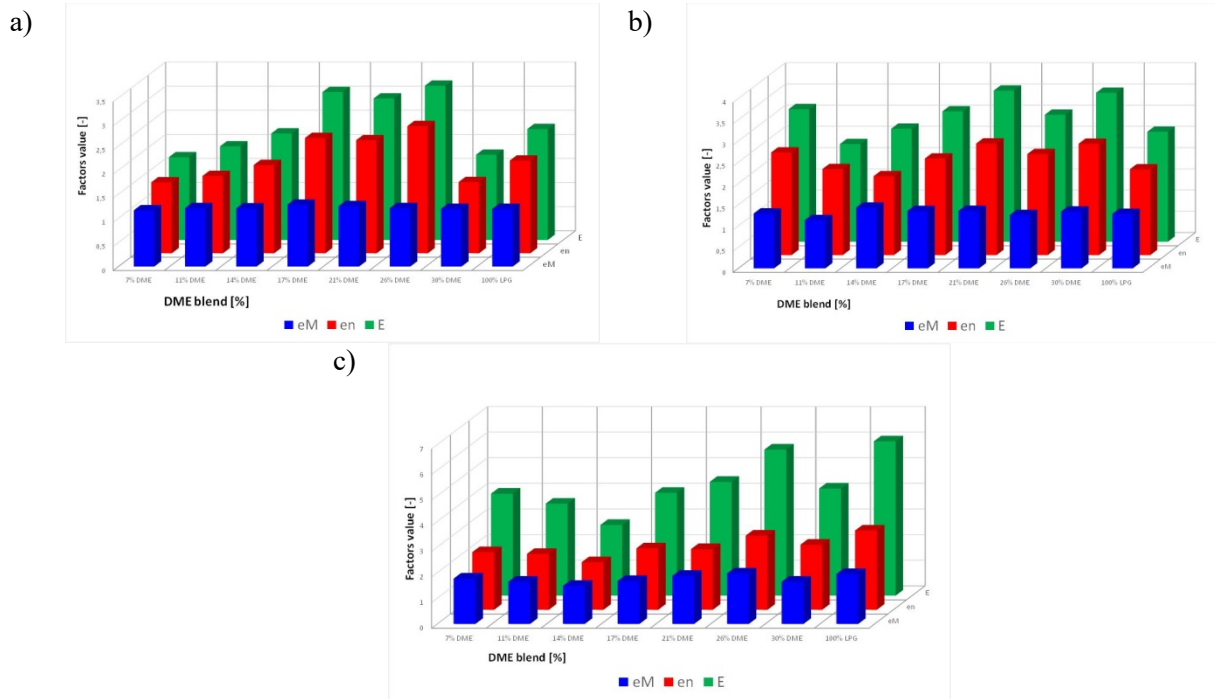 a)
3,5
3
2,5
2
1,5
1
0,5
0
Factors value [-]
7% DME 11% DME 14% DME 17% DME 21% DME 26% DME 30% DME 100% LPG
eM
en
E
DME blend [%]
eM en E
b)
4
3,5
3
2,5
2
1,5
1
0,5
0
Factors value [-]
7% DME 11% DME 14% DME 17% DME 21% DME 26% DME 30% DME 100% LPG
eM
en
E
DME blend [%]
eM en E
c)
7
6
5
4
3
2
1
0
Factors value [-]
7% DME 11% DME 14% DME 17% DME 21% DME 26% DME 30% DME 100% LPG
eM
en
E
DME blend [%]
eM en E